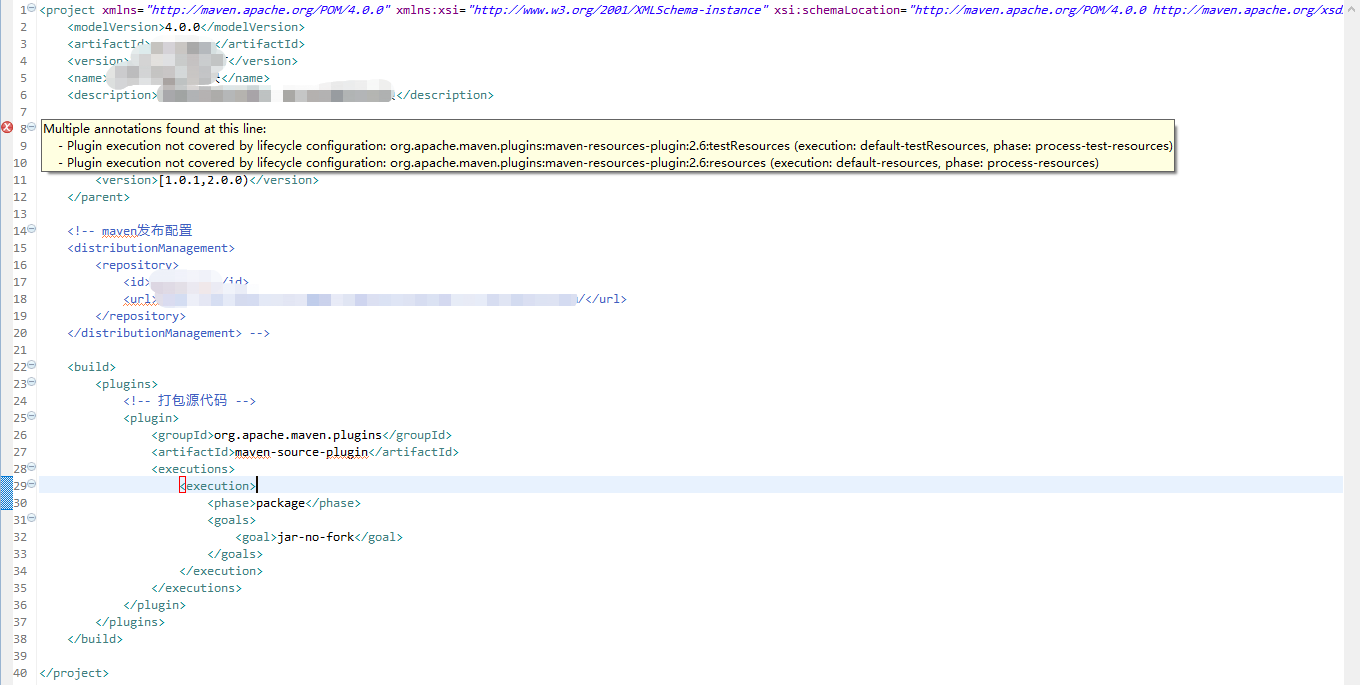 1 <project xmlns="http://maven.apache.org/POM/4.0.0" xmlns:xsi="http://www.w3.org/2001/XMLSchema-instance" xsi:schemaLocation="http://maven.apache.org/POM/4.0.0 http://maven.apache.org/xsd
2 <modelVersion>4.0.0</modelVersion>
3 <artifactId </artifactId>
4 <version </version>
5 <name> </name>
6 <description> </description>
7
8 Multiple annotations found at this line:
9 - Plugin execution not covered by lifecycle configuration: org.apache.maven.plugins:maven-resources-plugin:2.6:testResources (execution: default-testResources, phase: process-test-resources)
10 - Plugin execution not covered by lifecycle configuration: org.apache.maven.plugins:maven-resources-plugin:2.6:resources (execution: default-resources, phase: process-resources)
11 <version>[1.0.1,2.0.0)</version>
12 </parent>
13
14 <!-- maven发布配置
15 <distributionManagement>
16 <repository>
17 <id> /id>
18 <url> /</url>
19 </repository>
20 </distributionManagement> -->
21
22 <build>
23 <plugins>
24 <!-- 打包源代码 -->
25 <plugin>
26 <groupId>org.apache.maven.plugins</groupId>
27 <artifactId>maven-source-plugin</artifactId>
28 <executions>
29 <execution>
30 <phase>package</phase>
31 <goals>
32 <goal>jar-no-fork</goal>
33 </goals>
34 </execution>
35 </executions>
36 </plugin>
37 </plugins>
38 </build>
39
40 </project>